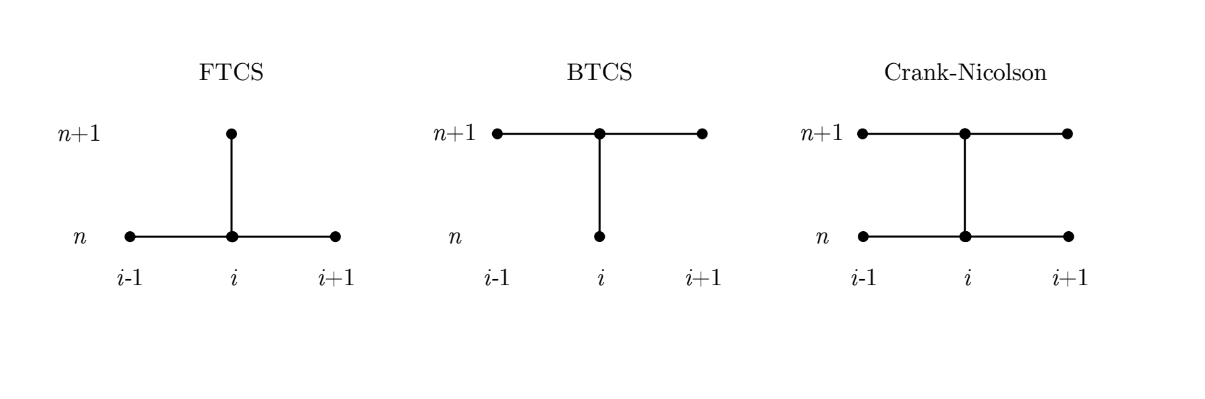 FTCS BTCS Crank-Nicolson
n+1 n+1 n+1
n n n
i-1 i i+1 i-1 i i+1 i-1 i i+1